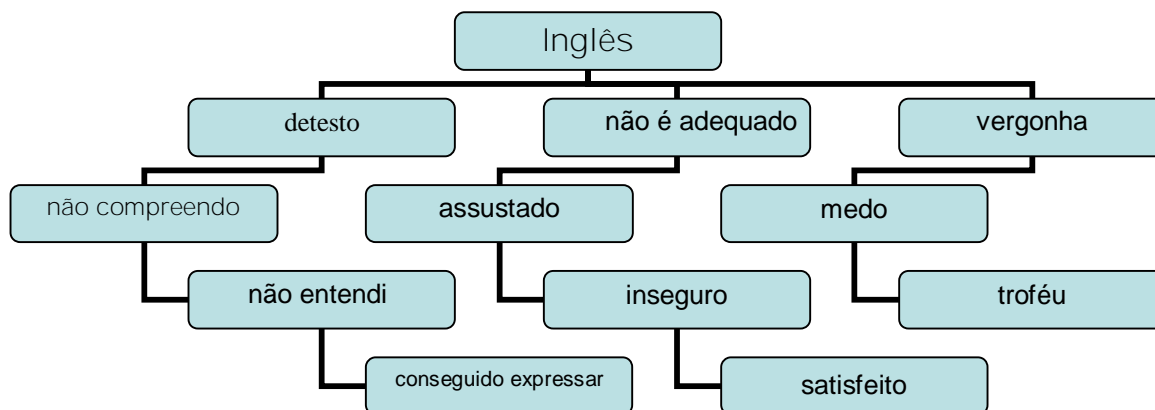 Inglês
detesto
não é adequado
vergonha
não compreendo
assustado
medo
não entendi
inseguro
troféu
conseguido expressar
satisfeito